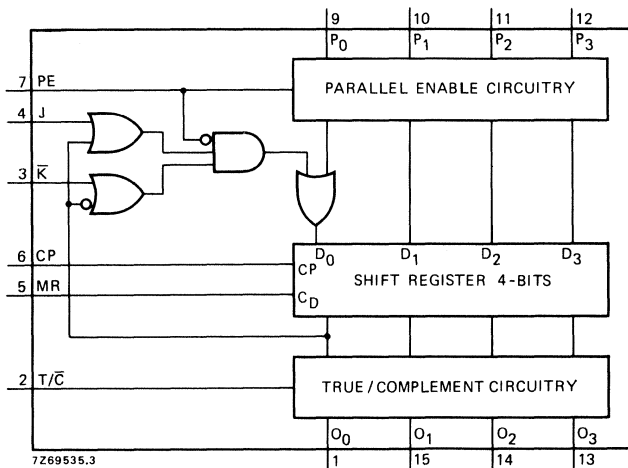 9 10 11 12
P0 P1 P2 P3
7 PE
PARALLEL ENABLE CIRCUITRY
4 J
3 K̅
D0 D1 D2 D3
6 CP
CP
SHIFT REGISTER 4-BITS
5 MR
CD
2 T/C̅
TRUE/COMPLEMENT CIRCUITRY
O0 O1 O2 O3
7Z69535.3
1 15 14 13